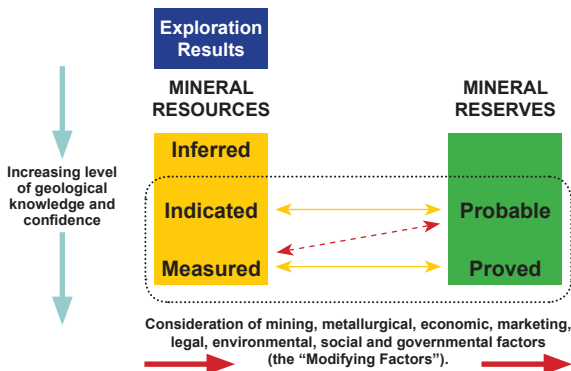 Exploration
Results
MINERAL
RESOURCES
MINERAL
RESERVES
Increasing level
of geological
knowledge and
confidence
Inferred
Indicated
Probable
Measured
Proved
Consideration of mining, metallurgical, economic, marketing,
legal, environmental, social and governmental factors
(the “Modifying Factors”).